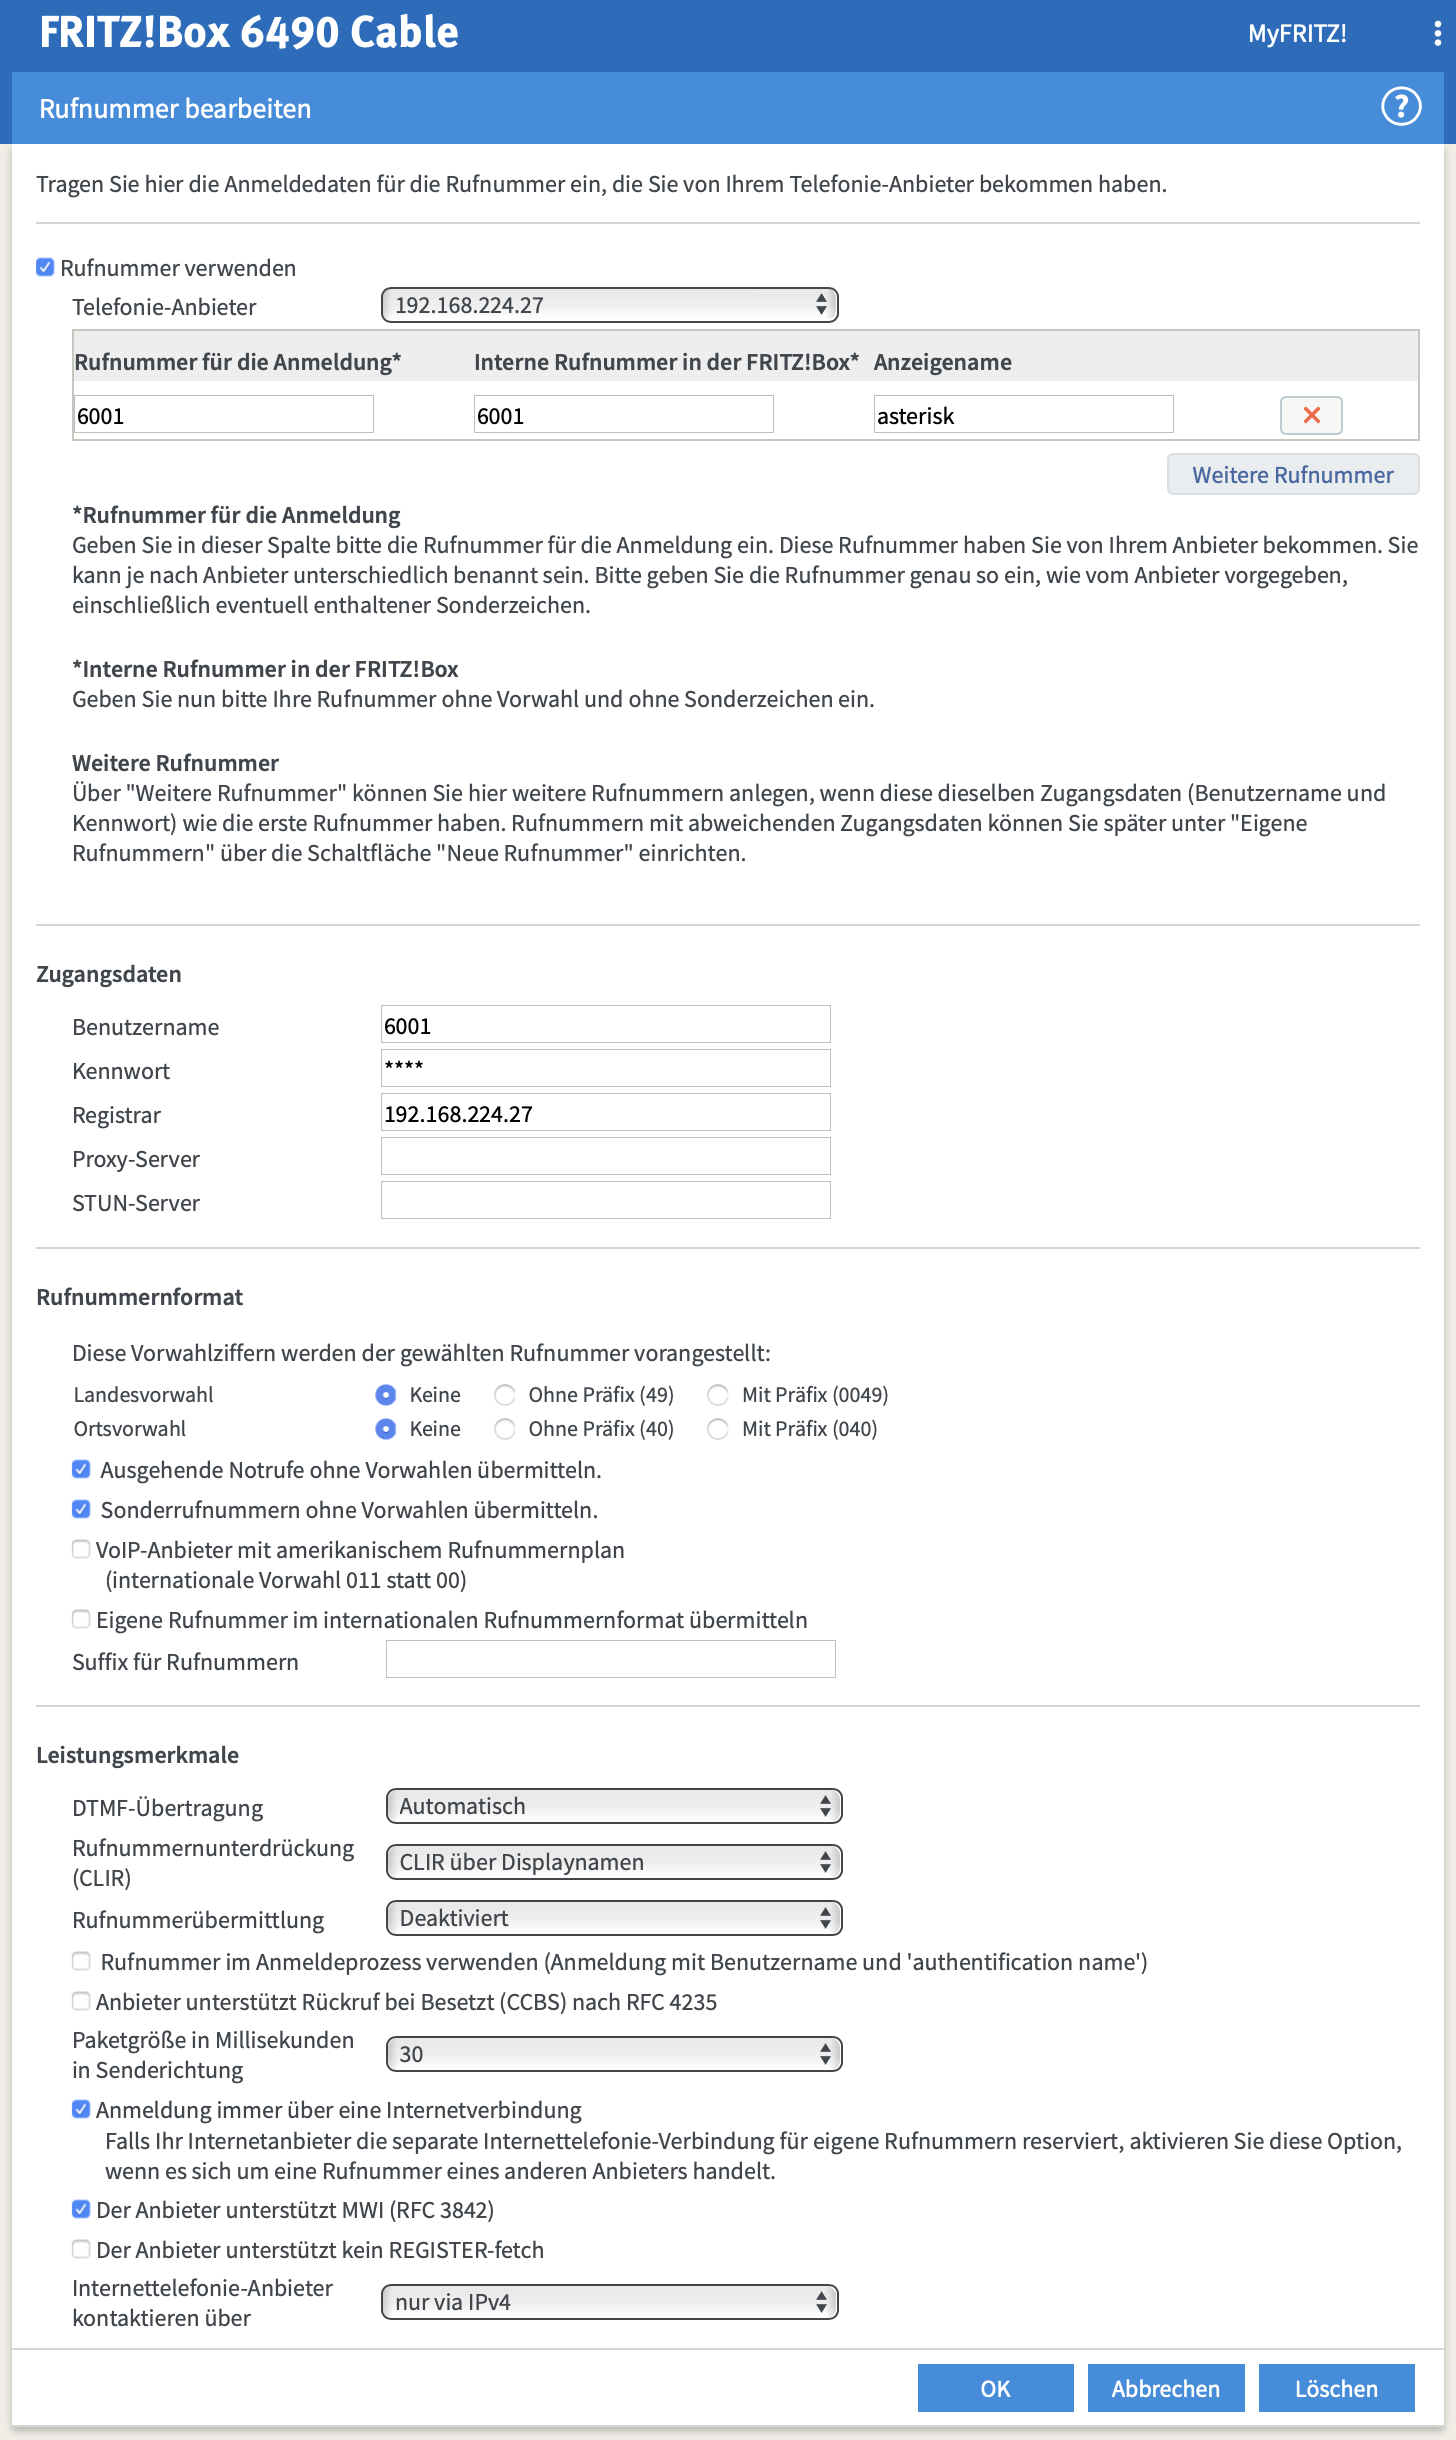 FRITZ!Box 6490 Cable
MyFRITZ!
Rufnummer bearbeiten
?
Tragen Sie hier die Anmeldedaten für die Rufnummer ein, die Sie von Ihrem Telefonie-Anbieter bekommen haben.
Rufnummer verwenden
Telefonie-Anbieter 192.168.224.27
Rufnummer für die Anmeldung* Interne Rufnummer in der FRITZ!Box* Anzeigename
6001 6001 asterisk
Weitere Rufnummer
*Rufnummer für die Anmeldung
Geben Sie in dieser Spalte bitte die Rufnummer für die Anmeldung ein. Diese Rufnummer haben Sie von Ihrem Anbieter bekommen. Sie
kann je nach Anbieter unterschiedlich benannt sein. Bitte geben Sie die Rufnummer genau so ein, wie vom Anbieter vorgegeben,
einschließlich eventuell enthaltener Sonderzeichen.
*Interne Rufnummer in der FRITZ!Box
Geben Sie nun bitte Ihre Rufnummer ohne Vorwahl und ohne Sonderzeichen ein.
Weitere Rufnummer
Über "Weitere Rufnummer" können Sie hier weitere Rufnummern anlegen, wenn diese dieselben Zugangsdaten (Benutzername und
Kennwort) wie die erste Rufnummer haben. Rufnummern mit abweichenden Zugangsdaten können Sie später unter "Eigene
Rufnummern" über die Schaltfläche "Neue Rufnummer" einrichten.
Zugangsdaten
Benutzername 6001
Kennwort ****
Registrar 192.168.224.27
Proxy-Server
STUN-Server
Rufnummernformat
Diese Vorwahlziffern werden der gewählten Rufnummer vorangestellt:
Landesvorwahl Keine Ohne Präfix (49) Mit Präfix (0049)
Ortsvorwahl Keine Ohne Präfix (40) Mit Präfix (040)
Ausgehende Notrufe ohne Vorwahlen übermitteln.
Sonderrufnummern ohne Vorwahlen übermitteln.
VoIP-Anbieter mit amerikanischem Rufnummernplan
(internationale Vorwahl 011 statt 00)
Eigene Rufnummer im internationalen Rufnummernformat übermitteln
Suffix für Rufnummern
Leistungsmerkmale
DTMF-Übertragung Automatisch
Rufnummernunterdrückung
(CLIR) CLIR über Displaynamen
Rufnummerübermittlung Deaktiviert
Rufnummer im Anmeldeprozess verwenden (Anmeldung mit Benutzername und 'authentification name')
Anbieter unterstützt Rückruf bei Besetzt (CCBS) nach RFC 4235
Paketgröße in Millisekunden
in Senderichtung 30
Anmeldung immer über eine Internetverbindung
Falls Ihr Internetanbieter die separate Internettelefonie-Verbindung für eigene Rufnummern reserviert, aktivieren Sie diese Option,
wenn es sich um eine Rufnummer eines anderen Anbieters handelt.
Der Anbieter unterstützt MWI (RFC 3842)
Der Anbieter unterstützt kein REGISTER-fetch
Internettelefonie-Anbieter
kontaktieren über nur via IPv4
OK Abbrechen Löschen